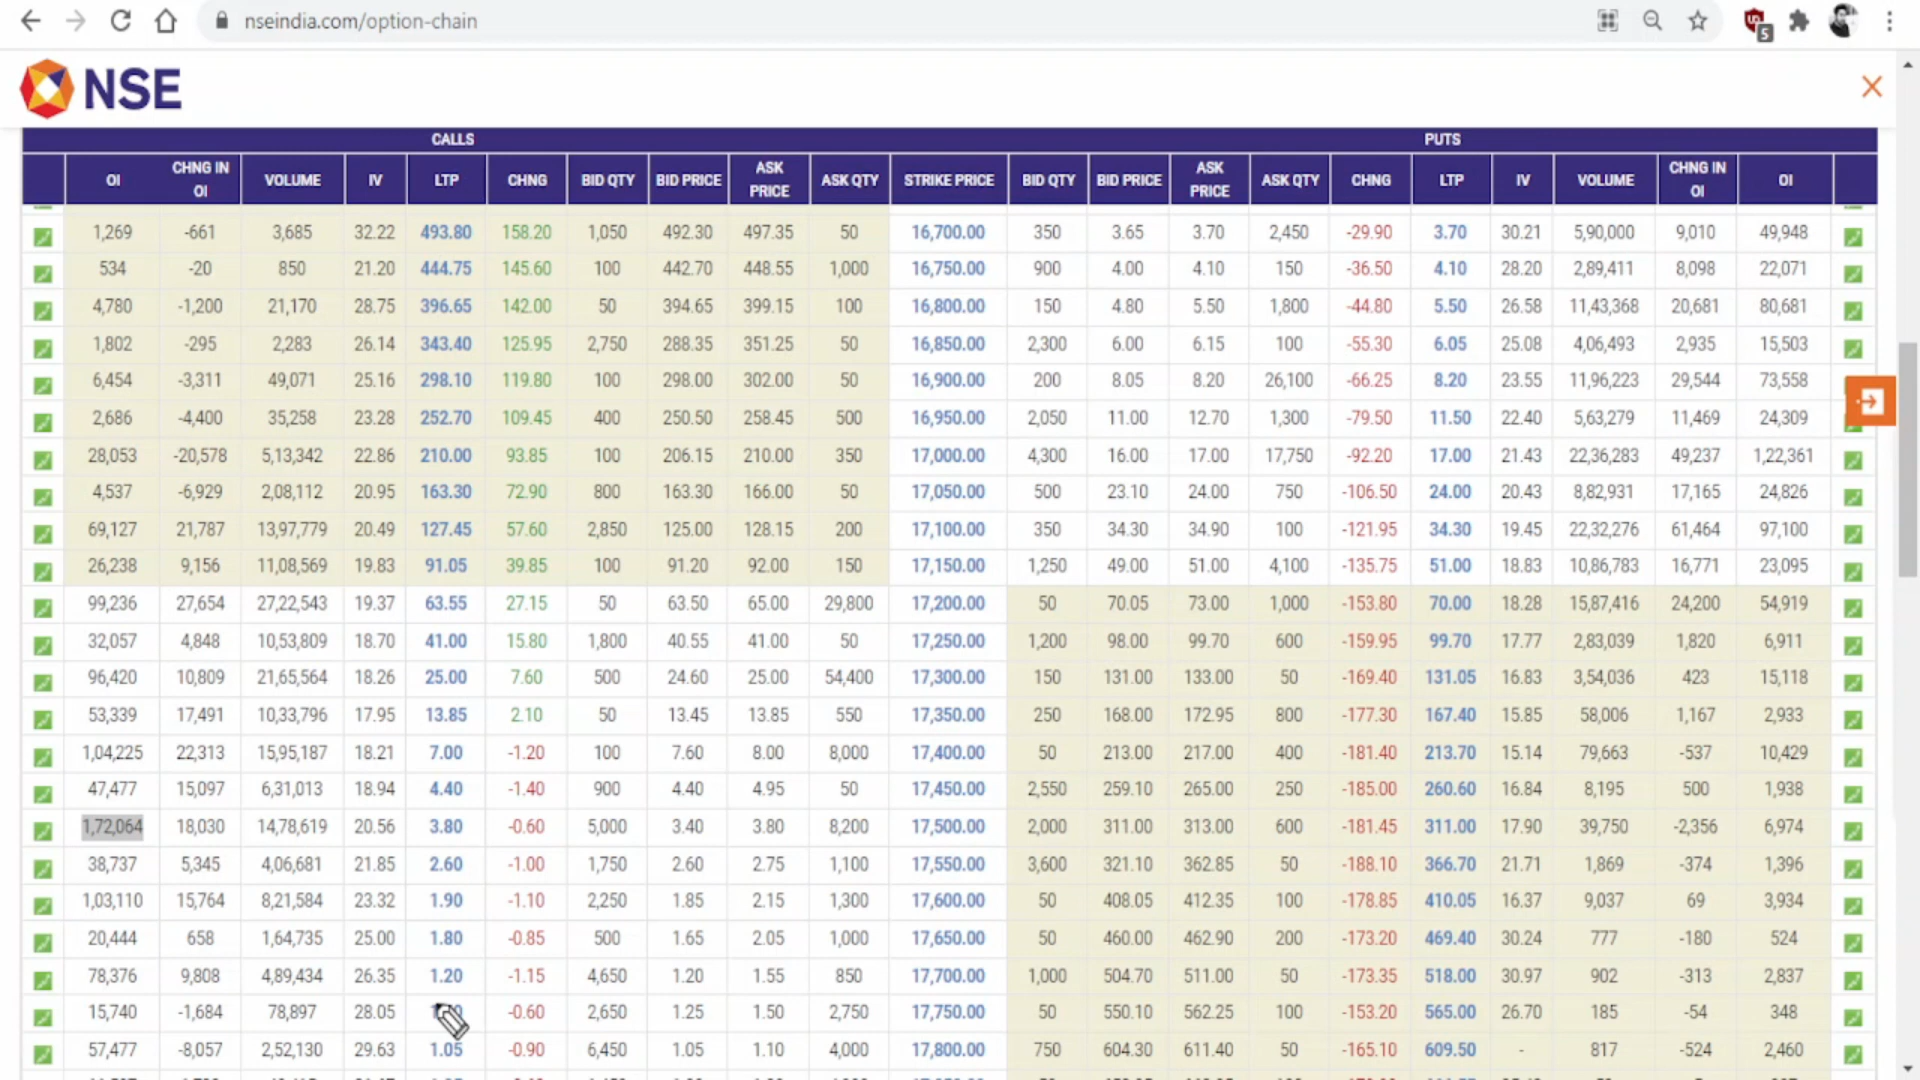 nseindia.com/option-chain
5
NSE
CALLS PUTS
OI CHNG IN OI VOLUME IV LTP CHNG BID QTY BID PRICE ASK PRICE ASK QTY STRIKE PRICE BID QTY BID PRICE ASK PRICE ASK QTY CHNG LTP IV VOLUME CHNG IN OI OI
1,269 -661 3,685 32.22 493.80 158.20 1,050 492.30 497.35 50 16,700.00 350 3.65 3.70 2,450 -29.90 3.70 30.21 5,90,000 9,010 49,948
534 -20 850 21.20 444.75 145.60 100 442.70 448.55 1,000 16,750.00 900 4.00 4.10 150 -36.50 4.10 28.20 2,89,411 8,098 22,071
4,780 -1,200 21,170 28.75 396.65 142.00 50 394.65 399.15 100 16,800.00 150 4.80 5.50 1,800 -44.80 5.50 26.58 11,43,368 20,681 80,681
1,802 -295 2,283 26.14 343.40 125.95 2,750 288.35 351.25 50 16,850.00 2,300 6.00 6.15 100 -55.30 6.05 25.08 4,06,493 2,935 15,503
6,454 -3,311 49,071 25.16 298.10 119.80 100 298.00 302.00 50 16,900.00 200 8.05 8.20 26,100 -66.25 8.20 23.55 11,96,223 29,544 73,558
2,686 -4,400 35,258 23.28 252.70 109.45 400 250.50 258.45 500 16,950.00 2,050 11.00 12.70 1,300 -79.50 11.50 22.40 5,63,279 11,469 24,309
28,053 -20,578 5,13,342 22.86 210.00 93.85 100 206.15 210.00 350 17,000.00 4,300 16.00 17.00 17,750 -92.20 17.00 21.43 22,36,283 49,237 1,22,361
4,537 -6,929 2,08,112 20.95 163.30 72.90 800 163.30 166.00 50 17,050.00 500 23.10 24.00 750 -106.50 24.00 20.43 8,82,931 17,165 24,826
69,127 21,787 13,97,779 20.49 127.45 57.60 2,850 125.00 128.15 200 17,100.00 350 34.30 34.90 100 -121.95 34.30 19.45 22,32,276 61,464 97,100
26,238 9,156 11,08,569 19.83 91.05 39.85 100 91.20 92.00 150 17,150.00 1,250 49.00 51.00 4,100 -135.75 51.00 18.83 10,86,783 16,771 23,095
99,236 27,654 27,22,543 19.37 63.55 27.15 50 63.50 65.00 29,800 17,200.00 50 70.05 73.00 1,000 -153.80 70.00 18.28 15,87,416 24,200 54,919
32,057 4,848 10,53,809 18.70 41.00 15.80 1,800 40.55 41.00 50 17,250.00 1,200 98.00 99.70 600 -159.95 99.70 17.77 2,83,039 1,820 6,911
96,420 10,809 21,65,564 18.26 25.00 7.60 500 24.60 25.00 54,400 17,300.00 150 131.00 133.00 50 -169.40 131.05 16.83 3,54,036 423 15,118
53,339 17,491 10,33,796 17.95 13.85 2.10 50 13.45 13.85 550 17,350.00 250 168.00 172.95 800 -177.30 167.40 15.85 58,006 1,167 2,933
1,04,225 22,313 15,95,187 18.21 7.00 -1.20 100 7.60 8.00 8,000 17,400.00 50 213.00 217.00 400 -181.40 213.70 15.14 79,663 -537 10,429
47,477 15,097 6,31,013 18.94 4.40 -1.40 900 4.40 4.95 50 17,450.00 2,550 259.10 265.00 250 -185.00 260.60 16.84 8,195 500 1,938
1,72,064 18,030 14,78,619 20.56 3.80 -0.60 5,000 3.40 3.80 8,200 17,500.00 2,000 311.00 313.00 600 -181.45 311.00 17.90 39,750 -2,356 6,974
38,737 5,345 4,06,681 21.85 2.60 -1.00 1,750 2.60 2.75 1,100 17,550.00 3,600 321.10 362.85 50 -188.10 366.70 21.71 1,869 -374 1,396
1,03,110 15,764 8,21,584 23.32 1.90 -1.10 2,250 1.85 2.15 1,300 17,600.00 50 408.05 412.35 100 -178.85 410.05 16.37 9,037 69 3,934
20,444 658 1,64,735 25.00 1.80 -0.85 500 1.65 2.05 1,000 17,650.00 50 460.00 462.90 200 -173.20 469.40 30.24 777 -180 524
78,376 9,808 4,89,434 26.35 1.20 -1.15 4,650 1.20 1.55 850 17,700.00 1,000 504.70 511.00 50 -173.35 518.00 30.97 902 -313 2,837
15,740 -1,684 78,897 28.05 -0.60 2,650 1.25 1.50 2,750 17,750.00 50 550.10 562.25 100 -153.20 565.00 26.70 185 -54 348
57,477 -8,057 2,52,130 29.63 1.05 -0.90 6,450 1.05 1.10 4,000 17,800.00 750 604.30 611.40 50 -165.10 609.50 - 817 -524 2,460